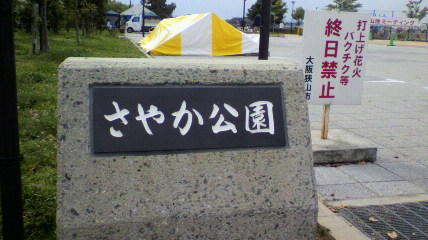 さやか公園
打上げ花火
バクチク等
終日禁止
大阪狭山市